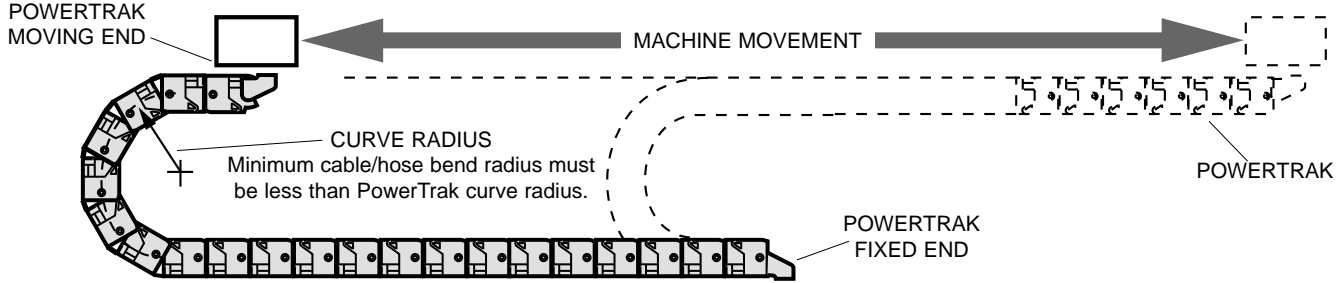 POWERTRAK
MOVING END
MACHINE MOVEMENT
CURVE RADIUS
Minimum cable/hose bend radius must
be less than PowerTrak curve radius.
POWERTRAK
POWERTRAK
FIXED END